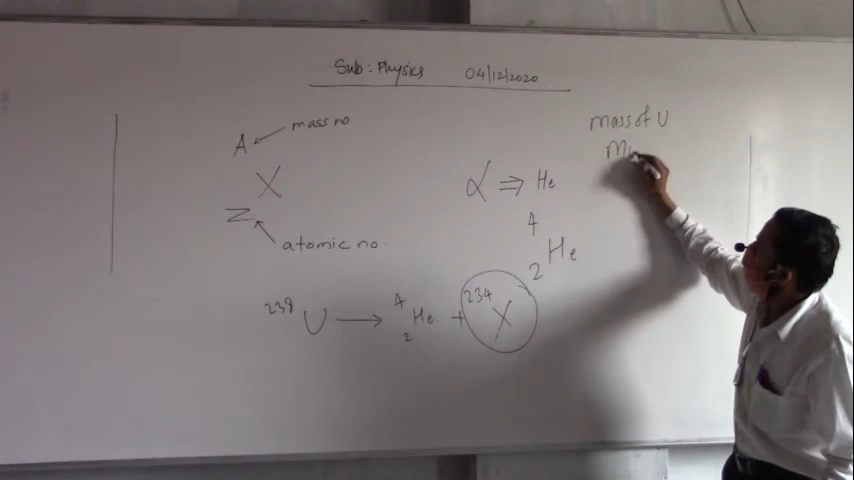 Sub: Physics 04/12/2020
A ← mass no
X
Z ← atomic no.
α ⇒ He
4
He
2
mass of U
238 U → 4 2 He + 234 X